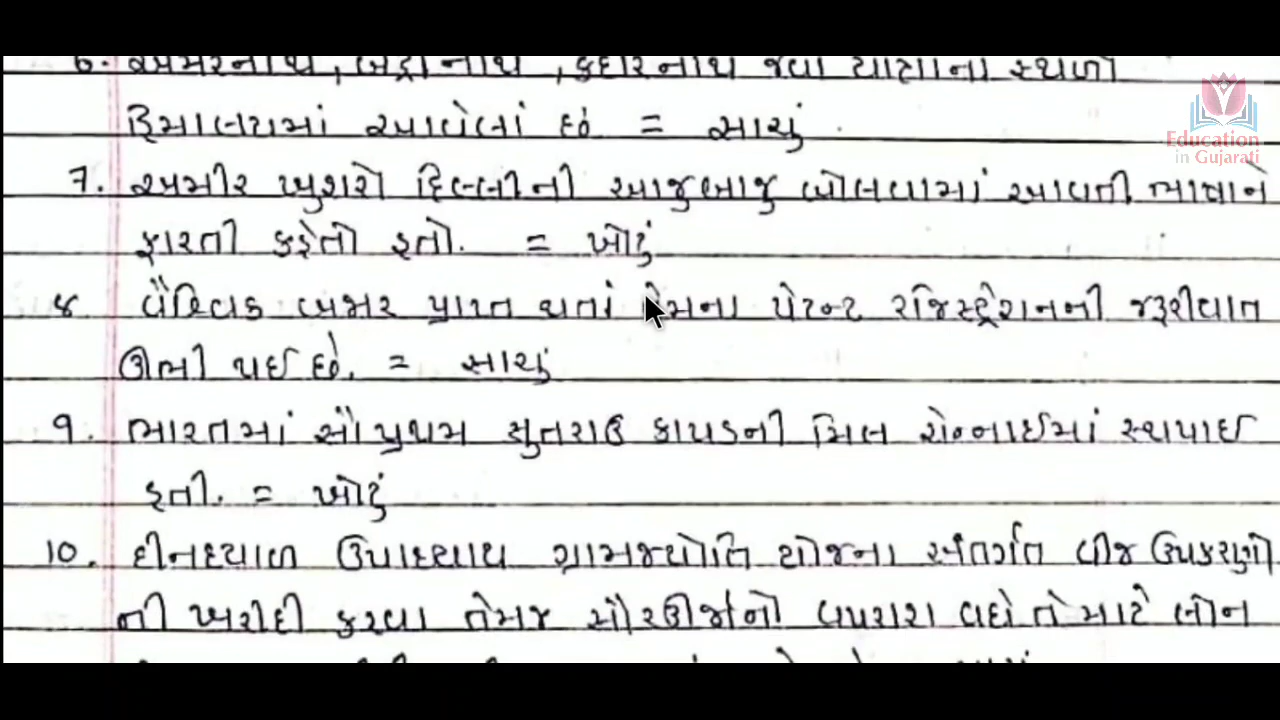 6. અમરનાથ, બદ્રીનાથ, કેદારનાથ જેવા યાત્રાના સ્થળો
હિમાલયમાં આવેલાં છે = સાચું.
7. અમીર ખુશરો દિલ્લીની આજુબાજુ બોલવામાં આવતી ભાષાને
ફારસી કહેતો હતો. = ખોટું
8 વૈશ્વિક બજાર પ્રાપ્ત થતાં તેમના પેટન્ટ રજિસ્ટ્રેશનની જરૂરીયાત
ઊભી થઈ છે. = સાચું
9. ભારતમાં સૌપ્રથમ સુતરાઉ કાપડની મિલ ચેન્નાઈમાં સ્થપાઈ
હતી. = ખોટું
10. દીનદયાળ ઉપાધ્યાય ગ્રામજ્યોતિ યોજના અંતર્ગત વીજ ઉપકરણો
ની ખરીદી કરવા તેમજ સૌરઊર્જાનો વપરાશ વધે તે માટે લોન
Education
in Gujarati